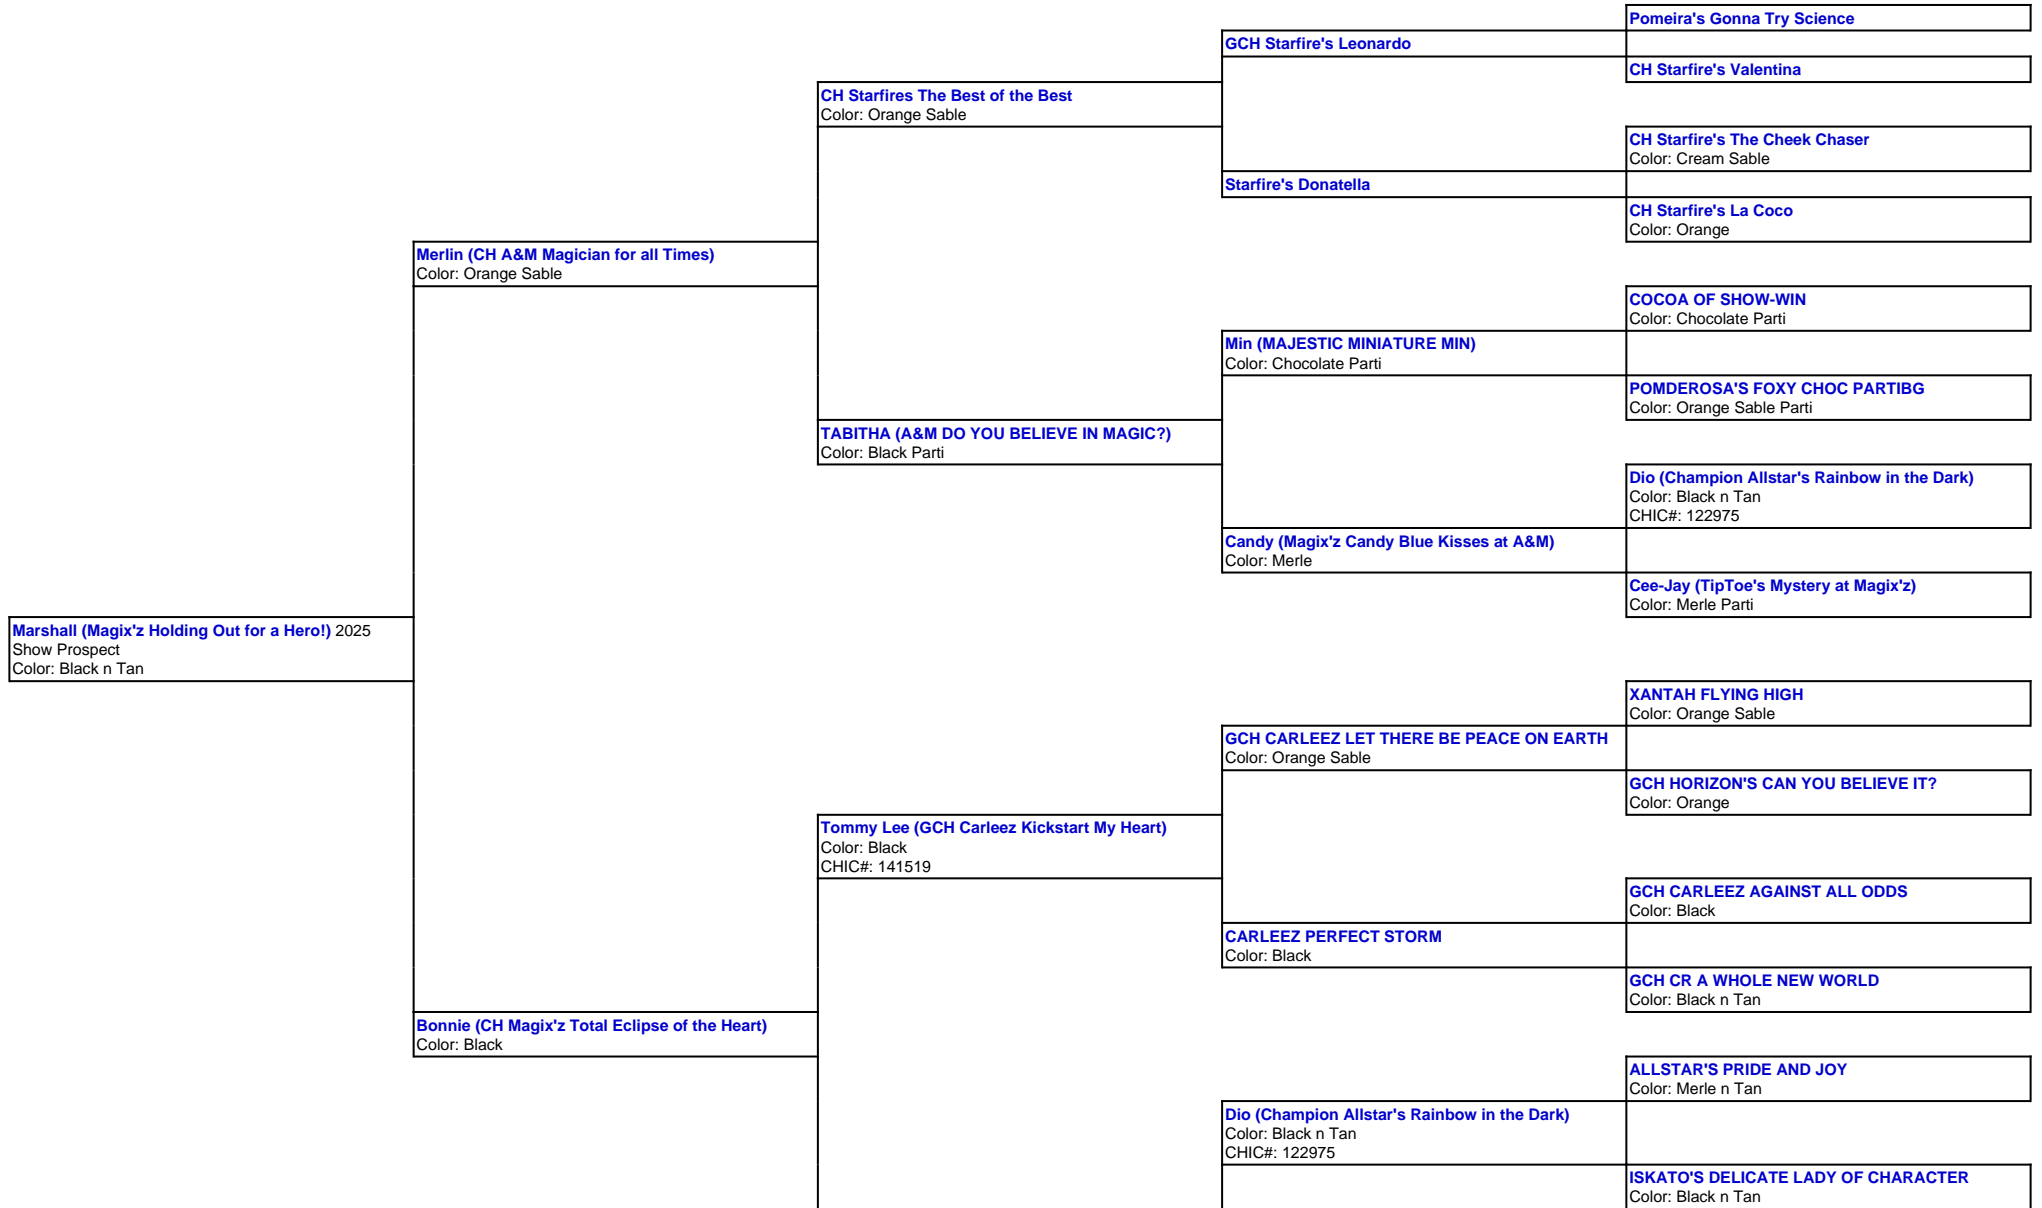 Pomeira's Gonna Try Science
GCH Starfire's Leonardo
CH Starfire's Valentina
CH Starfires The Best of the Best
Color: Orange Sable
CH Starfire's The Cheek Chaser
Color: Cream Sable
Starfire's Donatella
CH Starfire's La Coco
Color: Orange
Merlin (CH A&M Magician for all Times)
Color: Orange Sable
COCOA OF SHOW-WIN
Color: Chocolate Parti
Min (MAJESTIC MINIATURE MIN)
Color: Chocolate Parti
POMDEROSA'S FOXY CHOC PARTIBG
Color: Orange Sable Parti
TABITHA (A&M DO YOU BELIEVE IN MAGIC?)
Color: Black Parti
Dio (Champion Allstar's Rainbow in the Dark)
Color: Black n Tan
CHIC#: 122975
Candy (Magix'z Candy Blue Kisses at A&M)
Color: Merle
Cee-Jay (TipToe's Mystery at Magix'z)
Color: Merle Parti
Marshall (Magix'z Holding Out for a Hero!) 2025
Show Prospect
Color: Black n Tan
XANTAH FLYING HIGH
Color: Orange Sable
GCH CARLEEZ LET THERE BE PEACE ON EARTH
Color: Orange Sable
GCH HORIZON'S CAN YOU BELIEVE IT?
Color: Orange
Tommy Lee (GCH Carleez Kickstart My Heart)
Color: Black
CHIC#: 141519
GCH CARLEEZ AGAINST ALL ODDS
Color: Black
CARLEEZ PERFECT STORM
Color: Black
GCH CR A WHOLE NEW WORLD
Color: Black n Tan
Bonnie (CH Magix'z Total Eclipse of the Heart)
Color: Black
ALLSTAR'S PRIDE AND JOY
Color: Merle n Tan
Dio (Champion Allstar's Rainbow in the Dark)
Color: Black n Tan
CHIC#: 122975
ISKATO'S DELICATE LADY OF CHARACTER
Color: Black n Tan